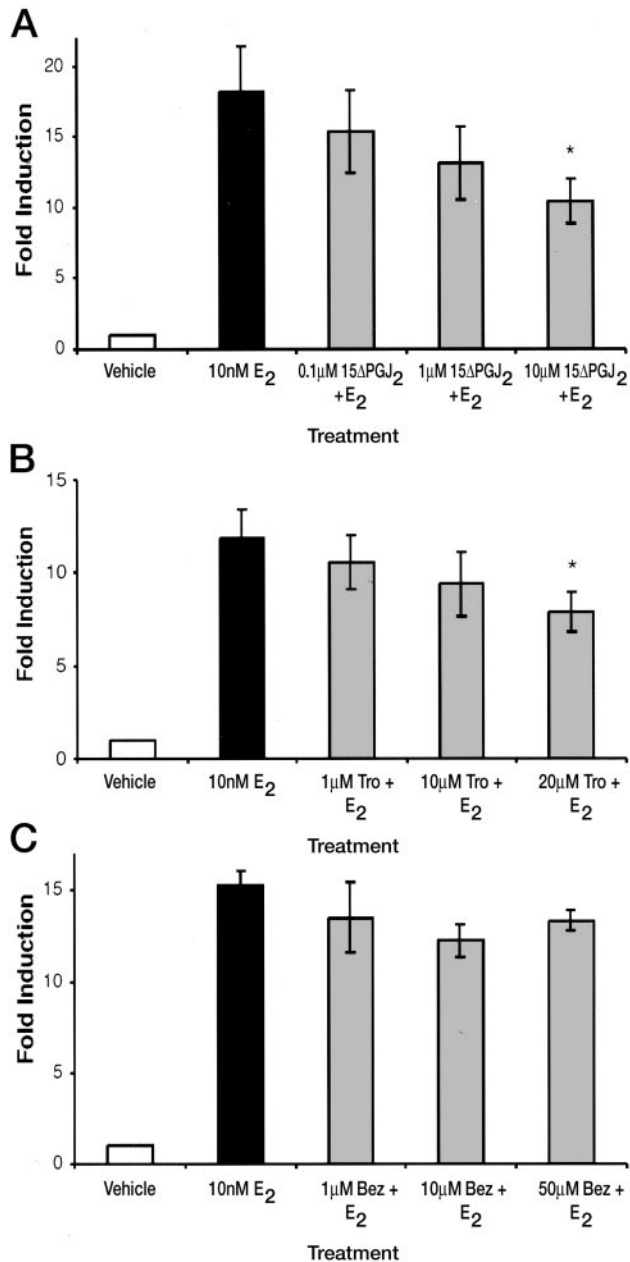 A
Fold Induction
20
15
10
5
0
*
Vehicle 10nM E₂ 0.1μM 15ΔPGJ₂ 1μM 15ΔPGJ₂ 10μM 15ΔPGJ₂
+E₂ +E₂ +E₂
Treatment
B
Fold Induction
15
10
5
0
*
Vehicle 10nM E₂ 1μM Tro + 10μM Tro + 20μM Tro +
E₂ E₂ E₂
Treatment
C
Fold Induction
15
10
5
0
Vehicle 10nM E₂ 1μM Bez + 10μM Bez + 50μM Bez +
E₂ E₂ E₂
Treatment